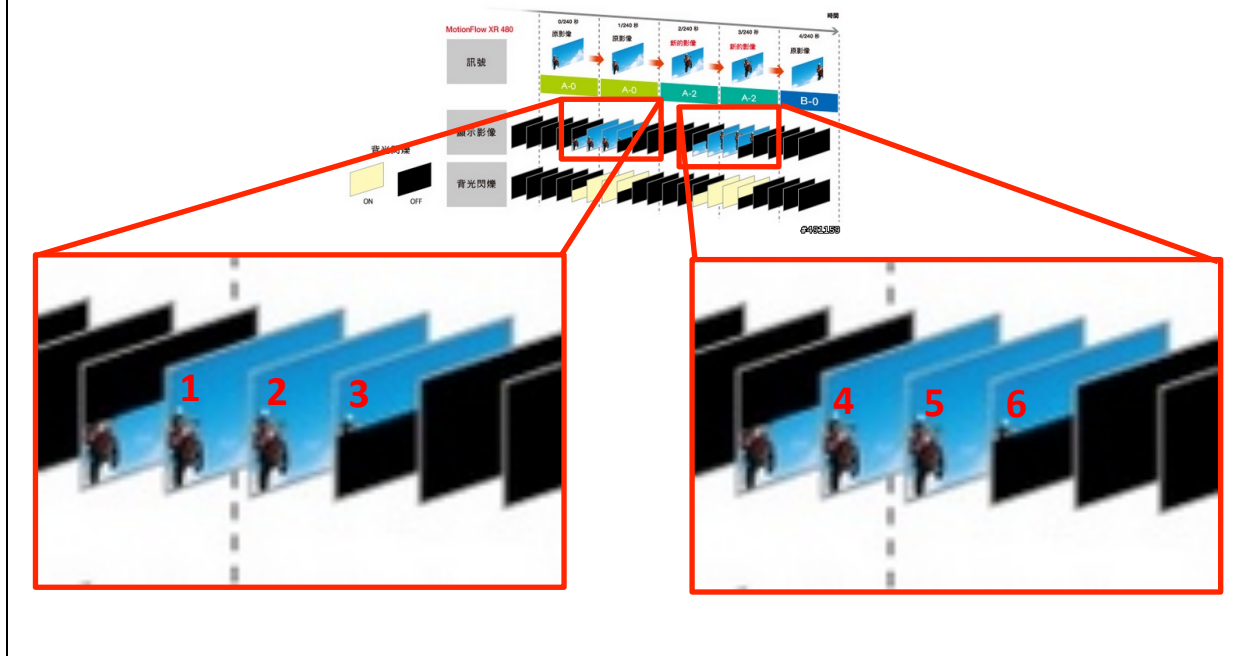 時間
0/240 秒 1/240 秒 2/240 秒 3/240 秒 4/240 秒
MotionFlow XR 480
原影像 原影像 新的影像 新的影像 原影像
訊號
A-0 A-0 A-2 A-2 B-0
顯示影像
背光閃爍
背光閃爍
ON OFF
#491159
1 2 3
4 5 6